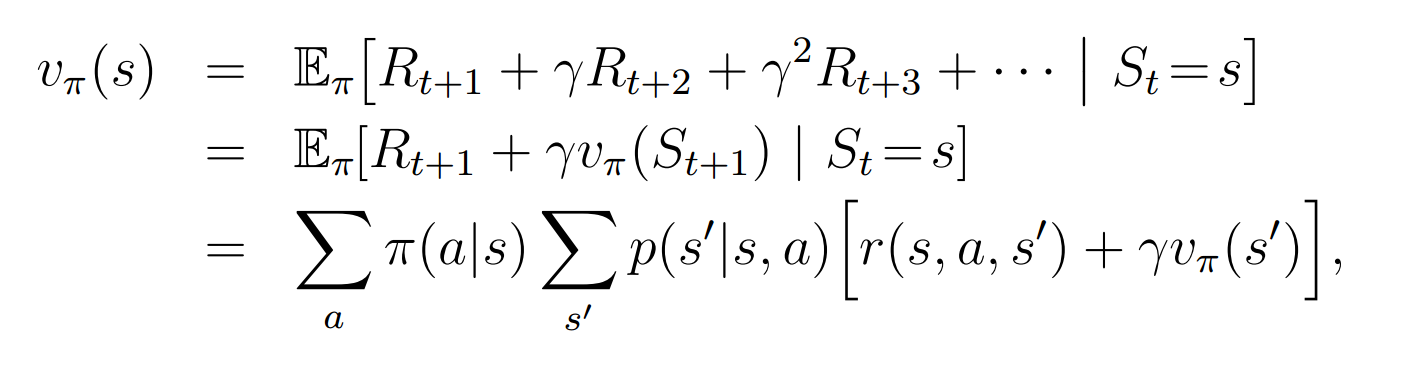 v_π(s) = 𝔼_π[R_{t+1} + γR_{t+2} + γ²R_{t+3} + ⋯ | S_t = s]
= 𝔼_π[R_{t+1} + γv_π(S_{t+1}) | S_t = s]
= ∑_a π(a|s) ∑_{s′} p(s′|s, a)[r(s, a, s′) + γv_π(s′)],